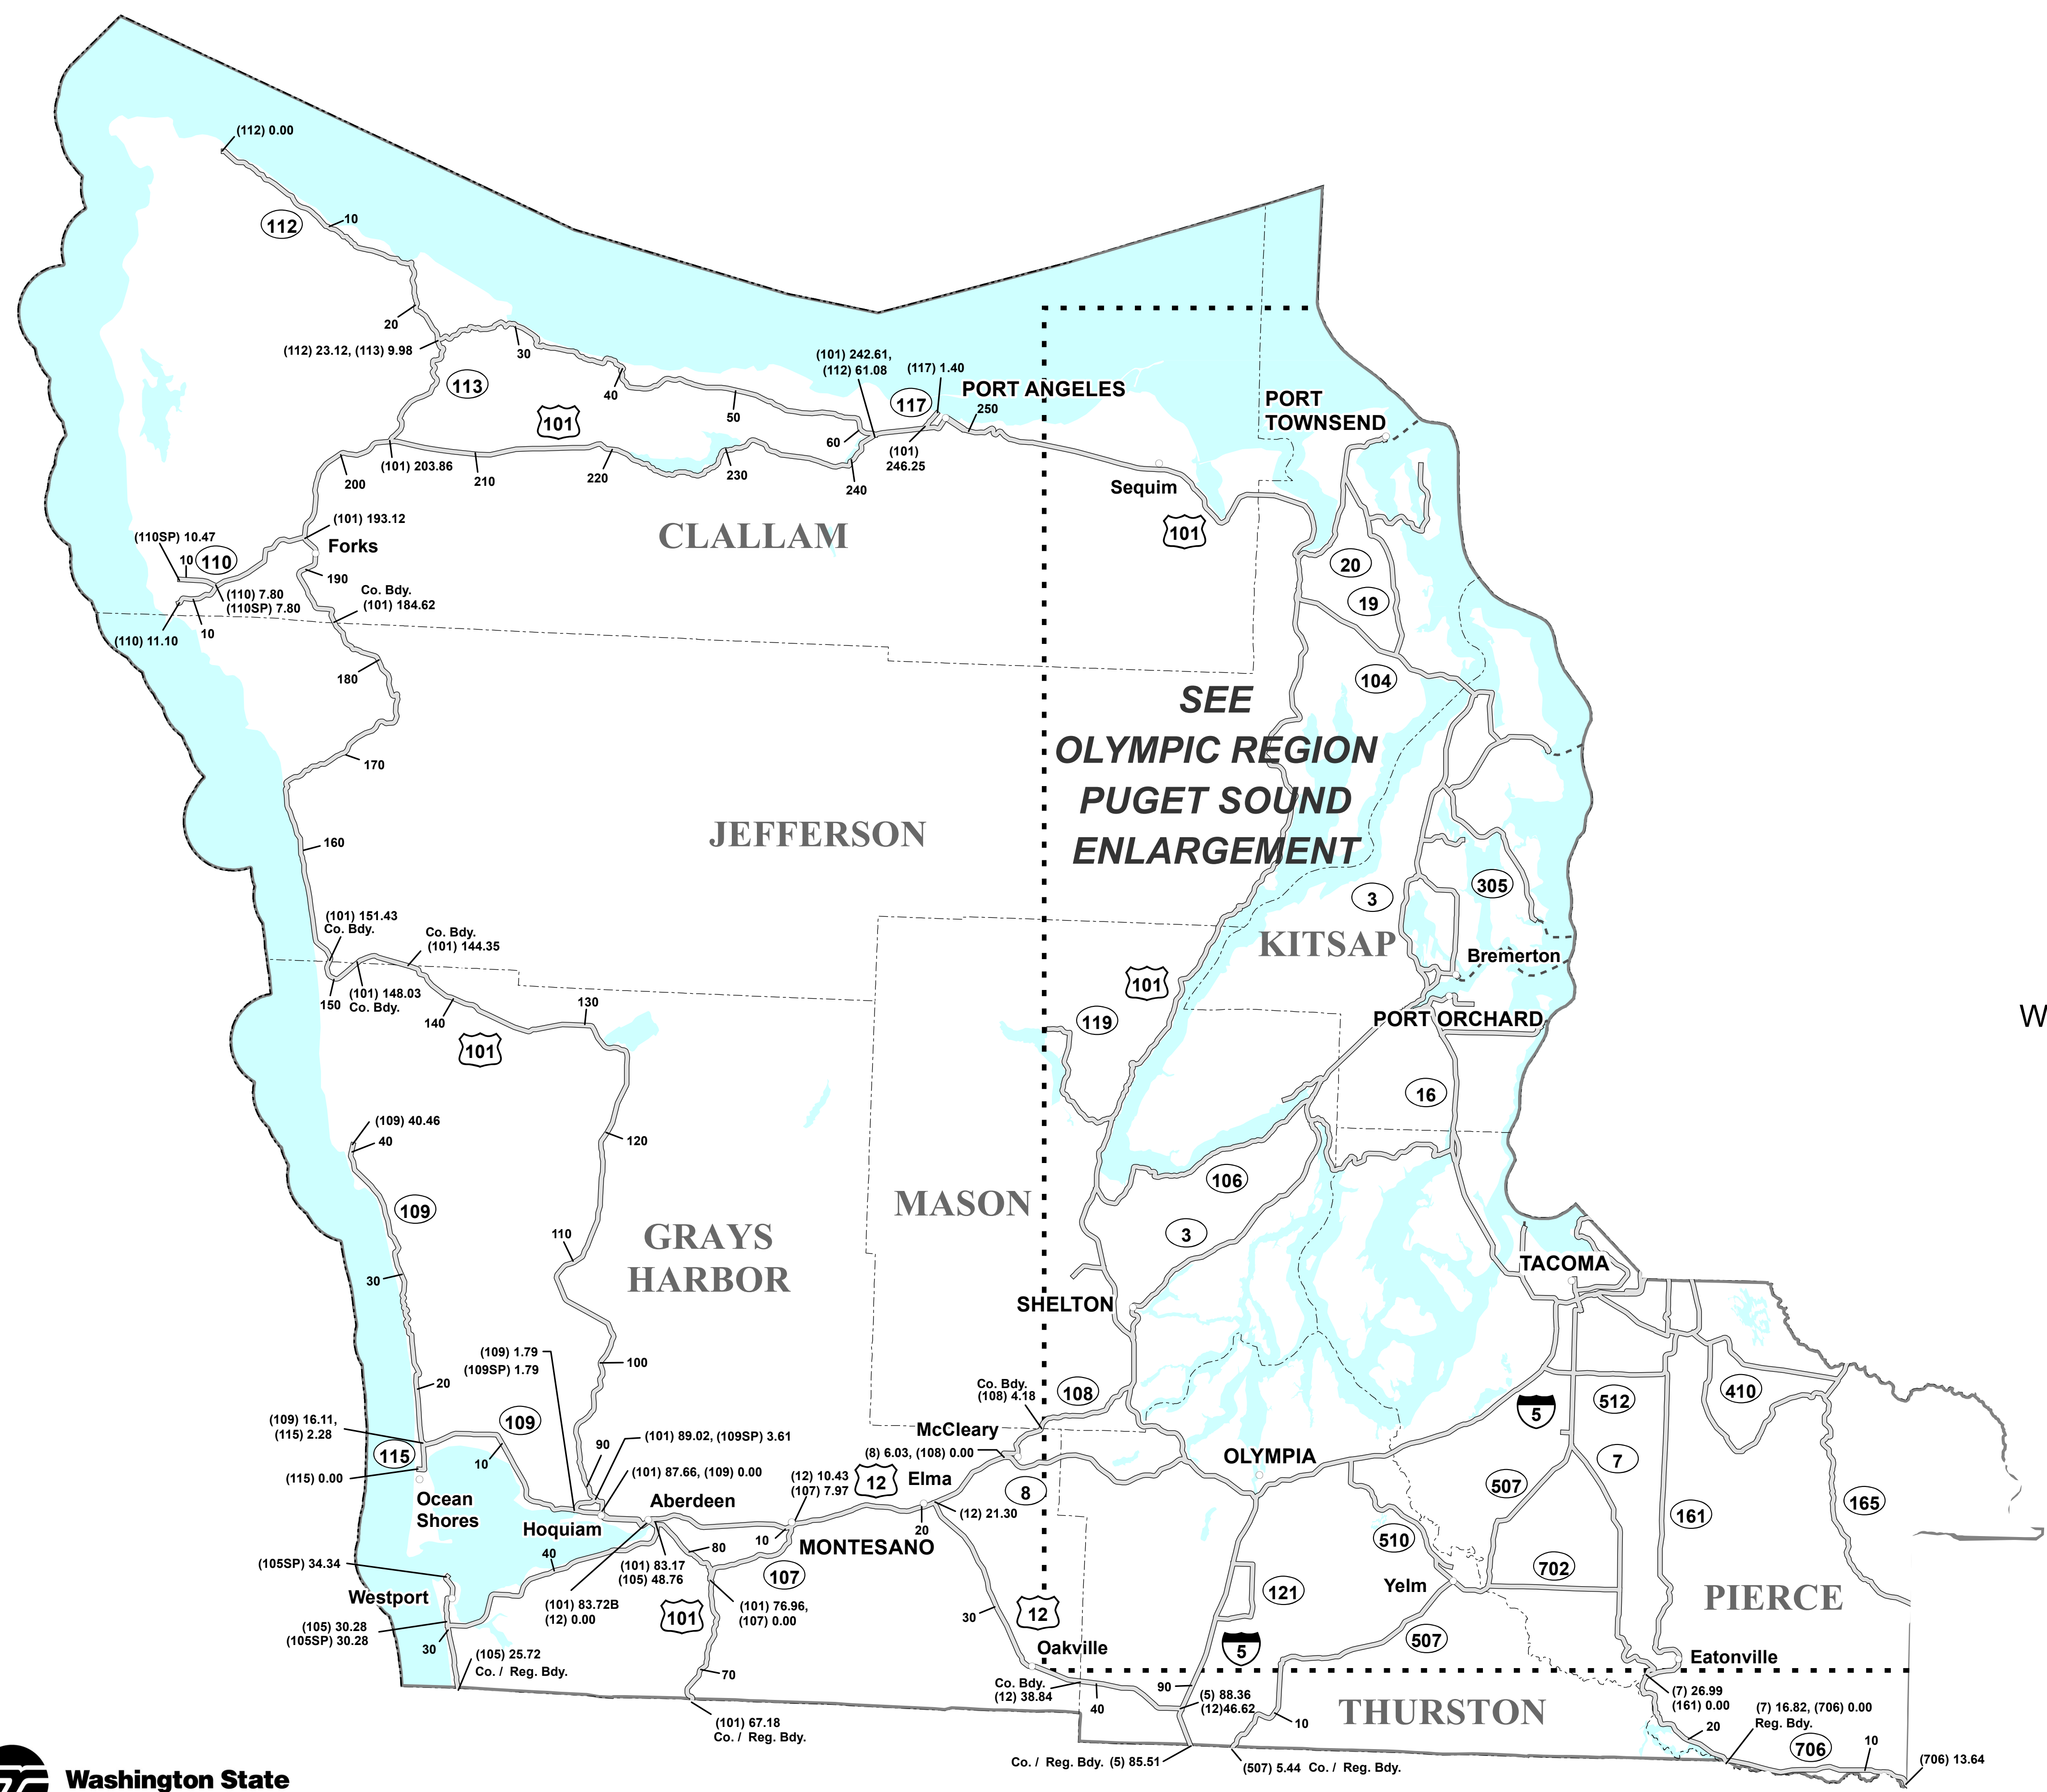 (112) 0.00
112
10
20
(112) 23.12, (113) 9.98
30
113
40
101
50
(101) 242.61,
(112) 61.08
(117) 1.40
117
PORT ANGELES
250
60
(101)
246.25
PORT
TOWNSEND
(101) 203.86
200
210
220
230
240
Sequim
101
(101) 193.12
Forks
CLALLAM
(110SP) 10.47
10
110
190
(110) 7.80
(110SP) 7.80
Co. Bdy.
(101) 184.62
10
(110) 11.10
20
19
180
104
SEE
OLYMPIC REGION
PUGET SOUND
ENLARGEMENT
170
JEFFERSON
160
3
305
(101) 151.43
Co. Bdy.
Co. Bdy.
(101) 144.35
KITSAP
Bremerton
150
(101) 148.03
Co. Bdy.
140
130
101
101
119
PORT ORCHARD
W
16
(109) 40.46
40
120
109
MASON
106
3
GRAYS
HARBOR
110
30
TACOMA
SHELTON
(109) 1.79
(109SP) 1.79
100
20
Co. Bdy.
(108) 4.18
108
512
410
5
(109) 16.11,
(115) 2.28
109
115
10
90
(101) 89.02, (109SP) 3.61
McCleary
(8) 6.03, (108) 0.00
OLYMPIA
(115) 0.00
(101) 87.66, (109) 0.00
(12) 10.43
(107) 7.97
12
Elma
8
507
7
165
Ocean
Shores
Hoquiam
Aberdeen
(12) 21.30
20
161
10
MONTESANO
510
40
80
(105SP) 34.34
(101) 83.17
(105) 48.76
107
702
Westport
(101) 83.72B
(12) 0.00
101
(101) 76.96,
(107) 0.00
30
12
121
Yelm
PIERCE
(105) 30.28
(105SP) 30.28
30
Oakville
5
507
Eatonville
(105) 25.72
Co. / Reg. Bdy.
70
Co. Bdy.
(12) 38.84
40
90
(5) 88.36
(12)46.62
10
THURSTON
(7) 26.99
(161) 0.00
(7) 16.82, (706) 0.00
Reg. Bdy.
20
(101) 67.18
Co. / Reg. Bdy.
706
10
Co. / Reg. Bdy. (5) 85.51
(507) 5.44 Co. / Reg. Bdy.
(706) 13.64
Washington State